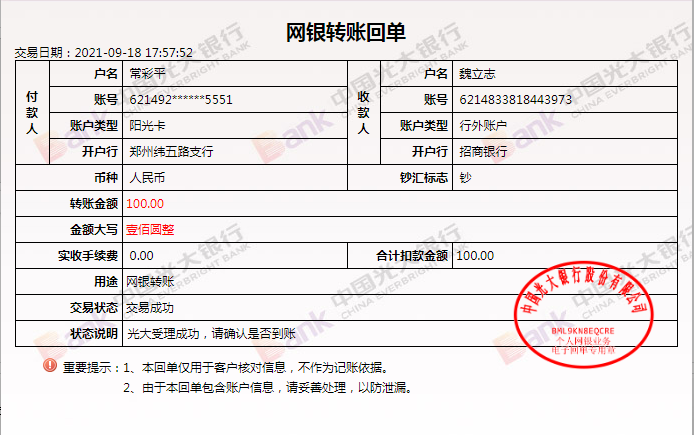 网银转账回单
交易日期：2021-09-18 17:57:52
付款人 户名 常彩平 收款人 户名 魏立志
账号 621492******5551 账号 6214833818443973
账户类型 阳光卡 账户类型 行外账户
开户行 郑州纬五路支行 开户行 招商银行
币种 人民币 钞汇标志 钞
转账金额 100.00
金额大写 壹佰圆整
实收手续费 0.00 合计扣款金额 100.00
用途 网银转账
交易状态 交易成功
状态说明 光大受理成功，请确认是否到账
中国光大银行股份有限公司
BML9KN8EQCRE
个人网银业务
电子回单专用章
重要提示：1、本回单仅用于客户核对信息，不作为记账依据。
2、由于本回单包含账户信息，请妥善处理，以防泄漏。
Bank 中国光大银行
CHINA EVERBRIGHT BANK